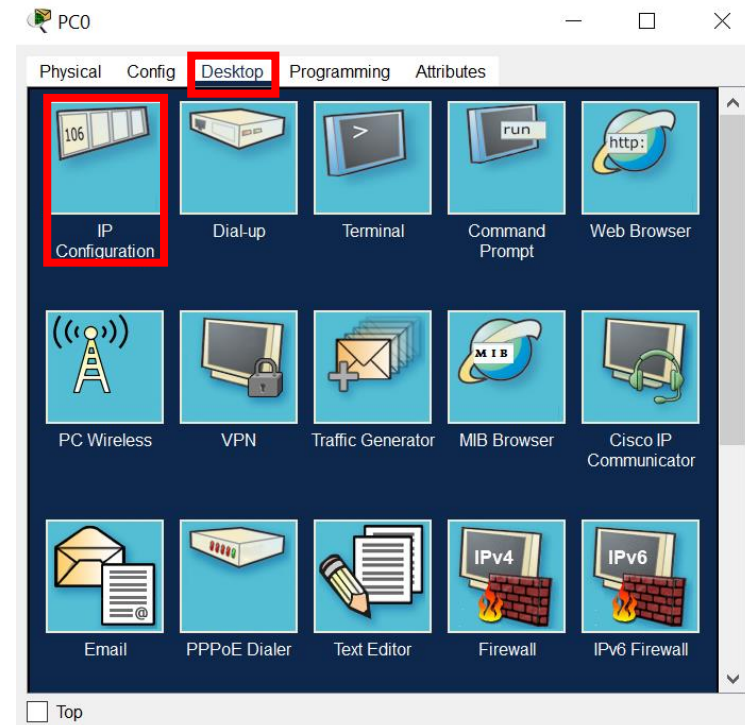 PC0
Physical Config Desktop Programming Attributes
106
>
run
http:
IP
Configuration
Dial-up
Terminal
Command
Prompt
Web Browser
((( )))
MIB
PC Wireless
VPN
Traffic Generator
MIB Browser
Cisco IP
Communicator
@
IPv4
IPv6
Email
PPPoE Dialer
Text Editor
Firewall
IPv6 Firewall
Top